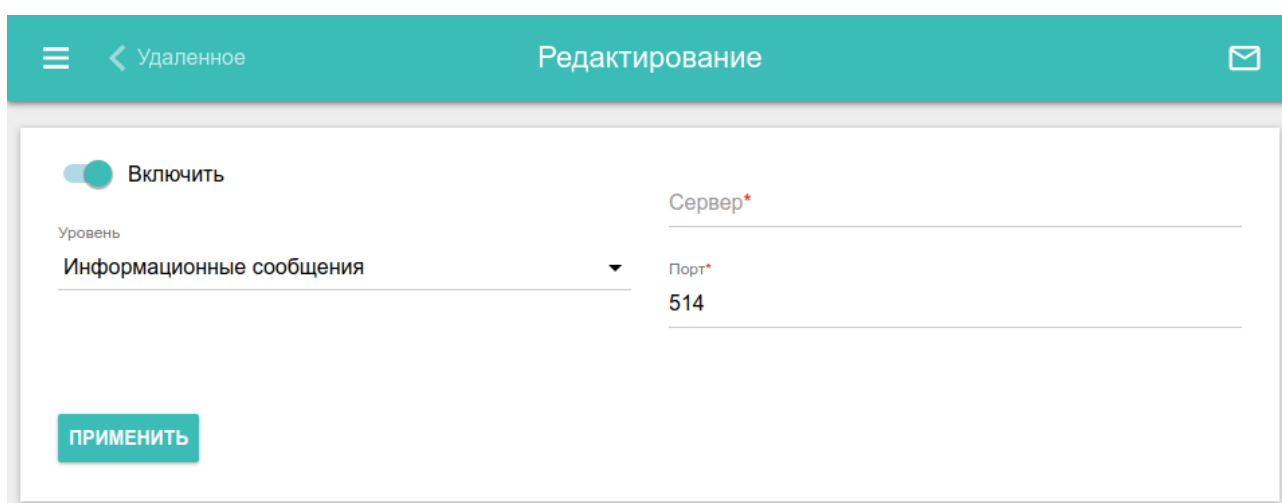 Удаленное
Редактирование
Включить
Сервер*
Уровень
Информационные сообщения
Порт*
514
ПРИМЕНИТЬ